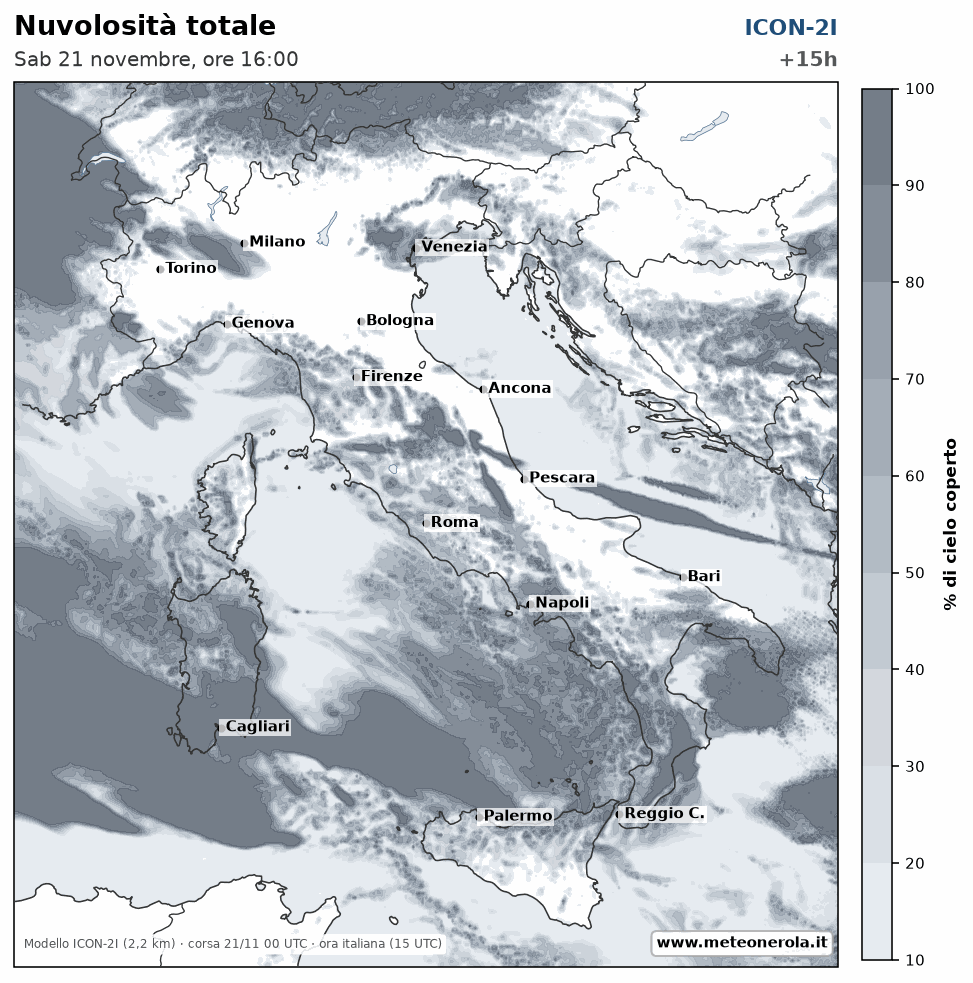 Nuvolosità totale
ICON-2I
Sab 21 novembre, ore 16:00
+15h
Milano
Venezia
Torino
Genova
Bologna
Firenze
Ancona
Pescara
Roma
Bari
Napoli
Cagliari
Palermo
Reggio C.
100
90
80
70
60
50
40
30
20
10
% di cielo coperto
Modello ICON-2I (2,2 km) · corsa 21/11 00 UTC · ora italiana (15 UTC)
www.meteonerola.it